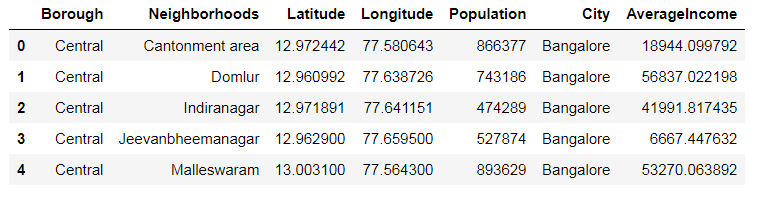 Borough Neighborhoods Latitude Longitude Population City AverageIncome
0 Central Cantonment area 12.972442 77.580643 866377 Bangalore 18944.099792
1 Central Domlur 12.960992 77.638726 743186 Bangalore 56837.022198
2 Central Indiranagar 12.971891 77.641151 474289 Bangalore 41991.817435
3 Central Jeevanbheemanagar 12.962900 77.659500 527874 Bangalore 6667.447632
4 Central Malleswaram 13.003100 77.564300 893629 Bangalore 53270.063892